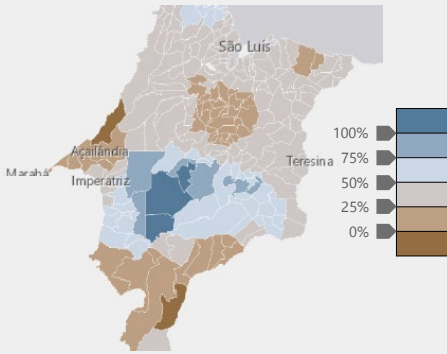 São Luís
Açailândia
Marabá
Imperatriz
Teresina
100%
75%
50%
25%
0%